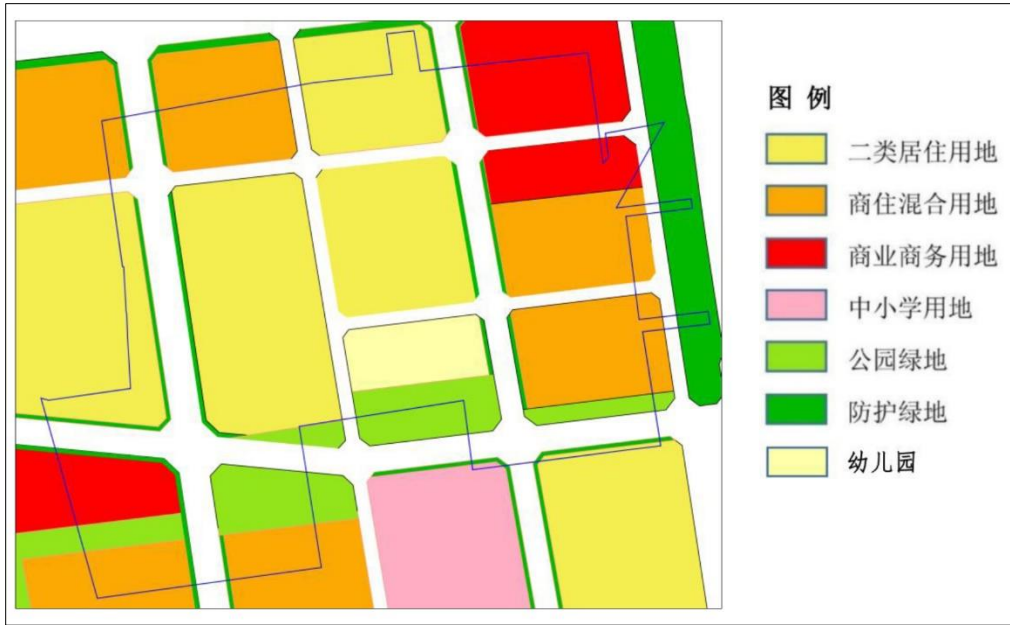 图 例
二类居住用地
商住混合用地
商业商务用地
中小学用地
公园绿地
防护绿地
幼儿园